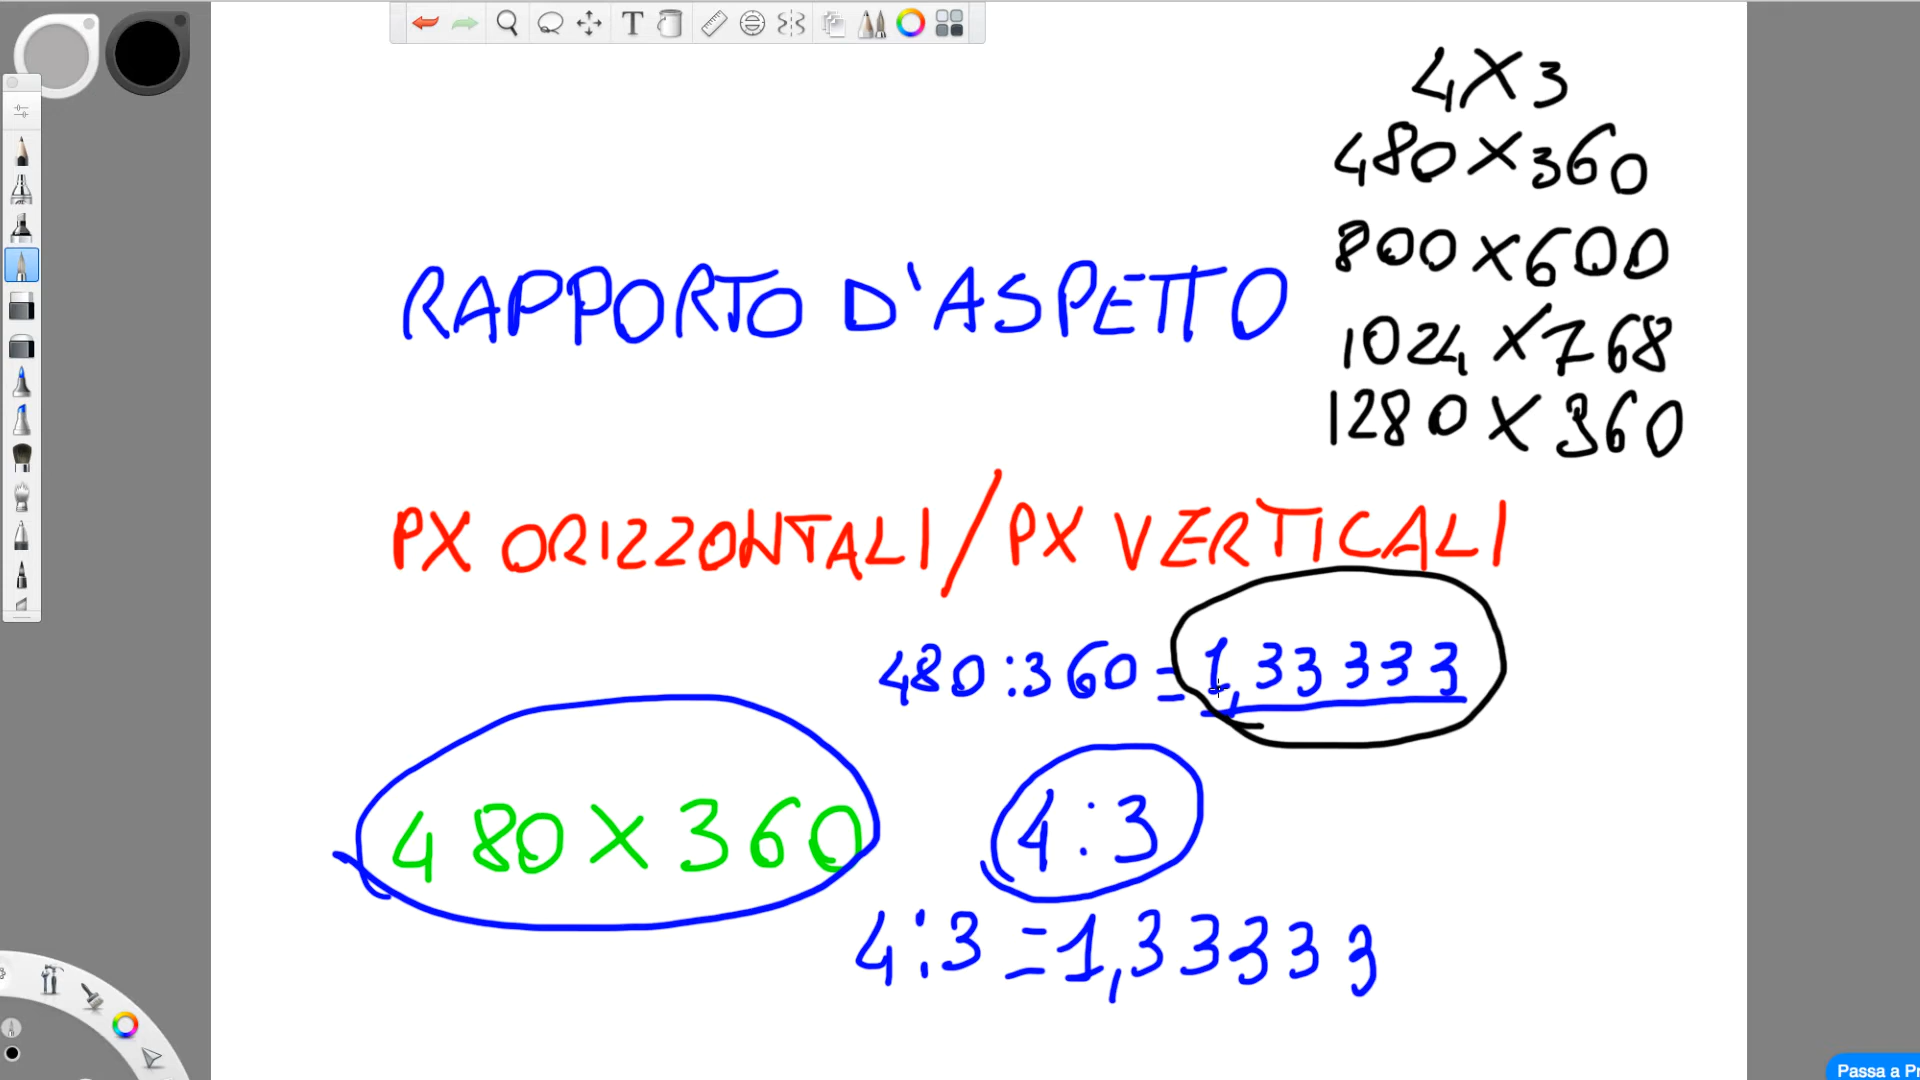 4X3
480X360
800X600
1024X768
1280X360
RAPPORTO D'ASPETTO
PX ORIZZONTALI/PX VERTICALI
480:360=1,33333
480X360
4:3
4:3=1,33333
Passa a Pr